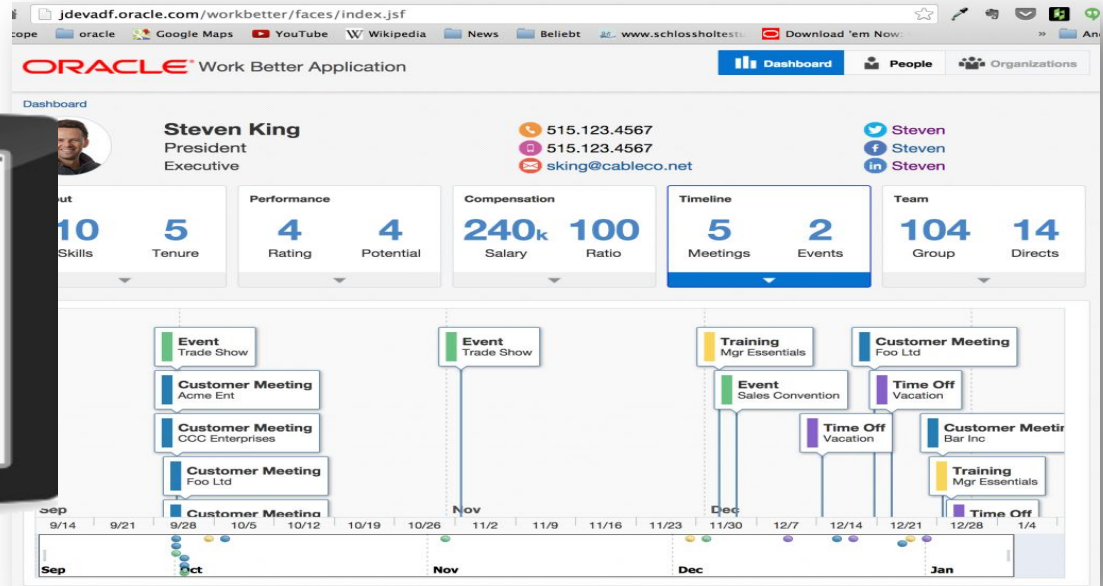 jdevadf.oracle.com/workbetter/faces/index.jsf
cope oracle Google Maps YouTube Wikipedia News Beliebt www.schlossholtestu Download 'em Now: » An
ORACLE Work Better Application
Dashboard People Organizations
Dashboard
Steven King
President
Executive
515.123.4567
515.123.4567
sking@cableco.net
Steven
Steven
Steven
out
10 5
Skills Tenure
Performance
4 4
Rating Potential
Compensation
240k 100
Salary Ratio
Timeline
5 2
Meetings Events
Team
104 14
Group Directs
Event
Trade Show
Customer Meeting
Acme Ent
Customer Meeting
CCC Enterprises
Customer Meeting
Foo Ltd
Customer Meeting
Event
Trade Show
Training
Mgr Essentials
Event
Sales Convention
Time Off
Vacation
Customer Meeting
Foo Ltd
Time Off
Vacation
Customer Meetin
Bar Inc
Training
Mgr Essentials
Time Off
Sep Nov Dec
9/14 9/21 9/28 10/5 10/12 10/19 10/26 11/2 11/9 11/16 11/23 11/30 12/7 12/14 12/21 12/28 1/4
Sep Oct Nov Dec Jan